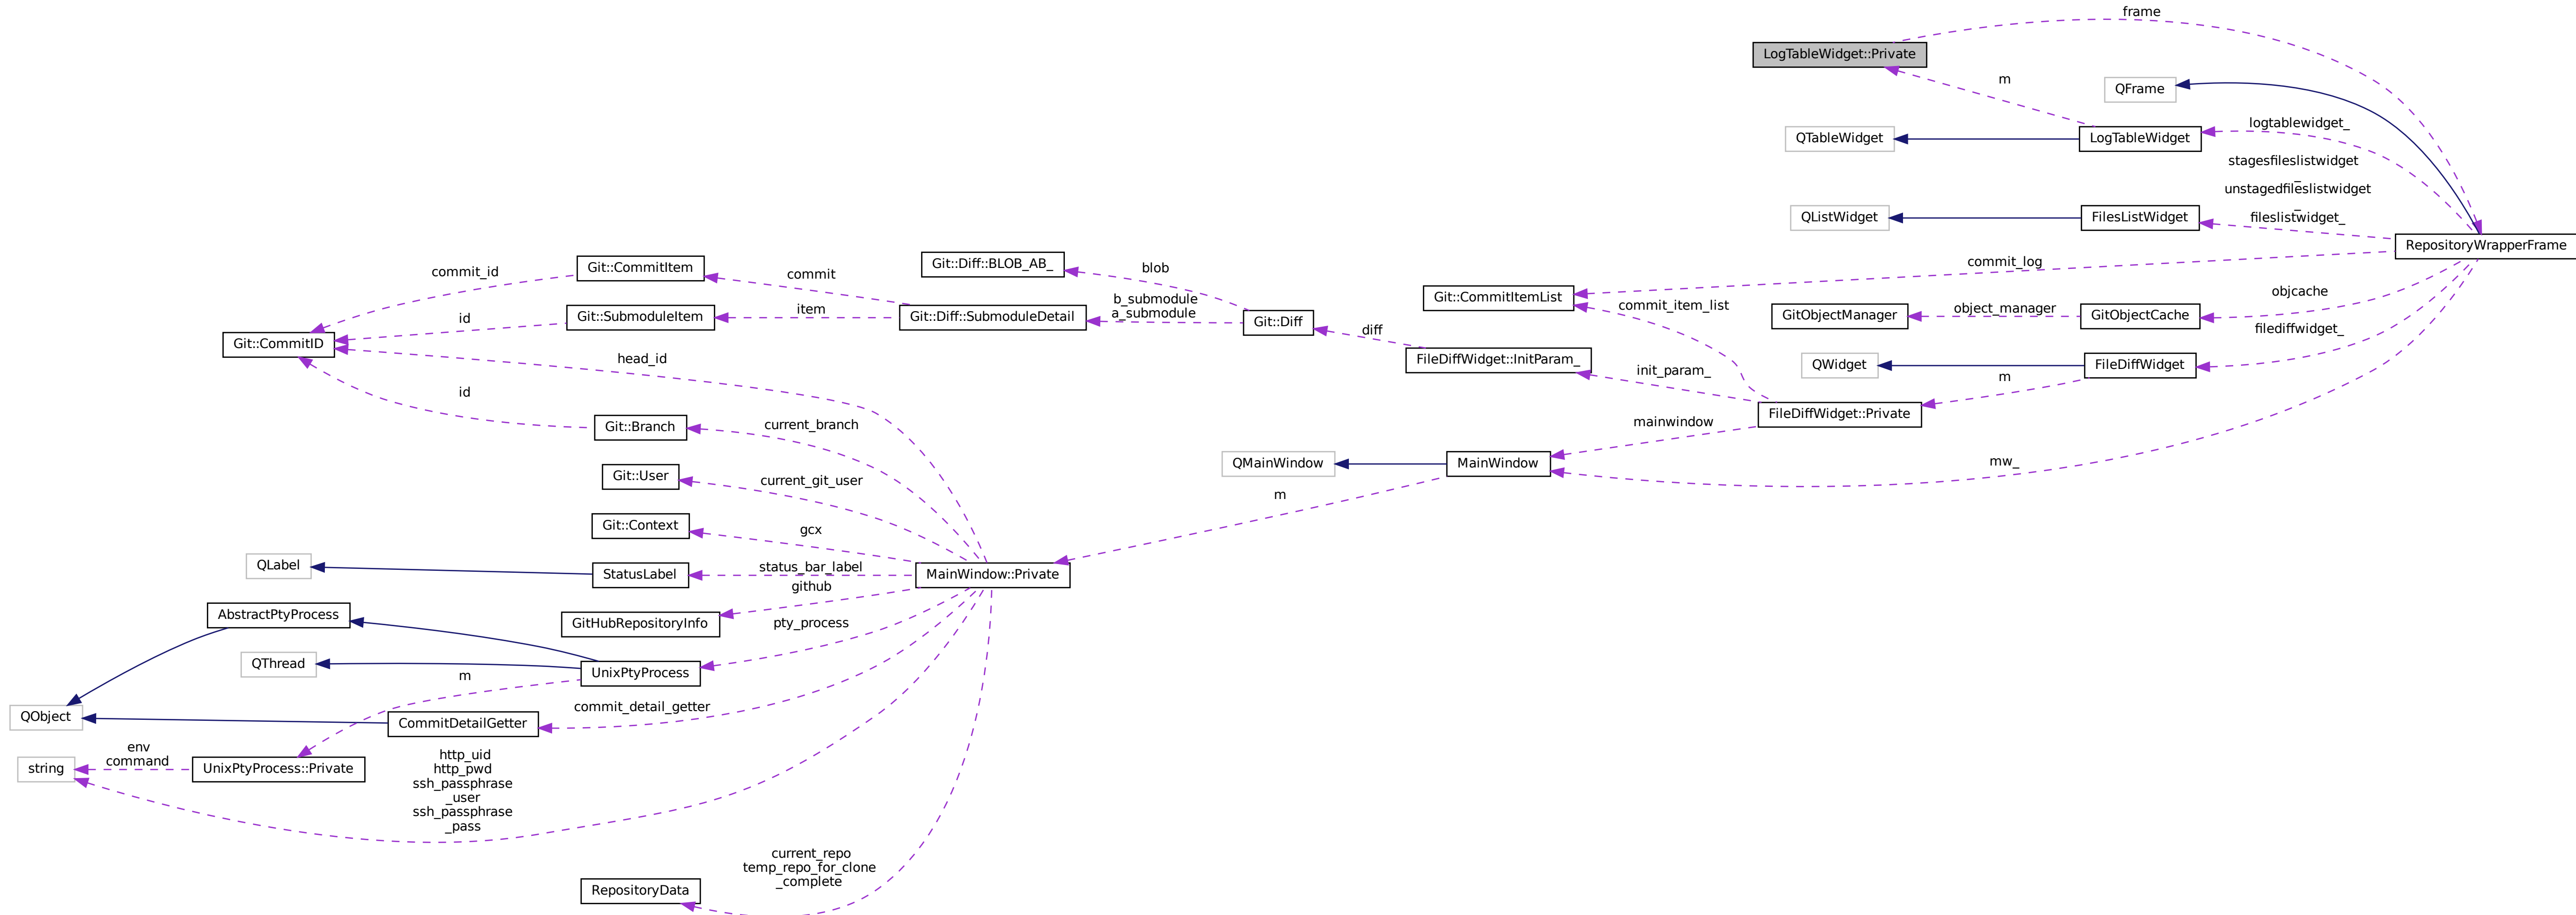 frame
LogTableWidget::Private
m
QFrame
logtablewidget_
QTableWidget
LogTableWidget
stagesfileslistwidget
_
unstagedfileslistwidget
_
fileslistwidget_
QListWidget
FilesListWidget
RepositoryWrapperFrame
commit_log
Git::CommitItem
Git::Diff::BLOB_AB_
commit_id
commit
blob
Git::CommitItemList
commit_item_list
objcache
b_submodule
a_submodule
GitObjectManager
object_manager
GitObjectCache
Git::SubmoduleItem
item
id
Git::Diff::SubmoduleDetail
Git::Diff
diff
filediffwidget_
Git::CommitID
head_id
FileDiffWidget::InitParam_
init_param_
QWidget
FileDiffWidget
m
id
FileDiffWidget::Private
Git::Branch
current_branch
mainwindow
QMainWindow
MainWindow
mw_
Git::User
current_git_user
m
Git::Context
gcx
QLabel
StatusLabel
status_bar_label
MainWindow::Private
github
AbstractPtyProcess
GitHubRepositoryInfo
pty_process
QThread
UnixPtyProcess
m
QObject
CommitDetailGetter
commit_detail_getter
string
env
command
UnixPtyProcess::Private
http_uid
http_pwd
ssh_passphrase
_user
ssh_passphrase
_pass
current_repo
temp_repo_for_clone
_complete
RepositoryData